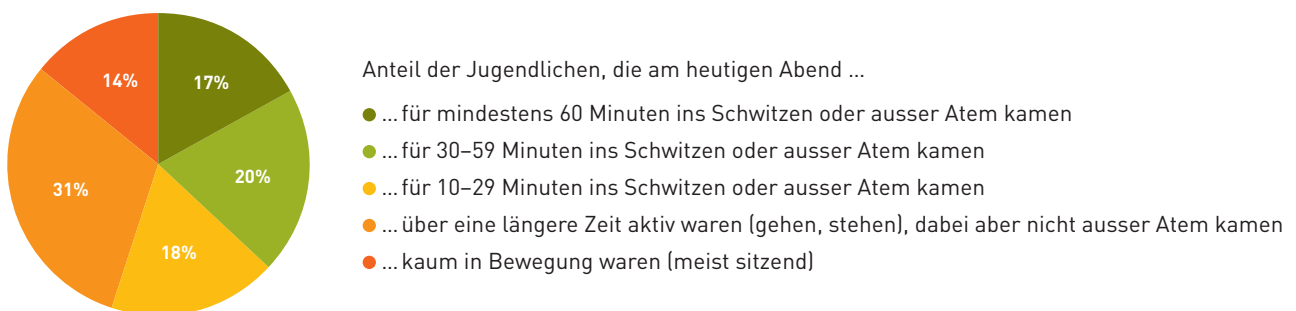 14%
17%
20%
31%
18%
Anteil der Jugendlichen, die am heutigen Abend ...
... für mindestens 60 Minuten ins Schwitzen oder ausser Atem kamen
... für 30–59 Minuten ins Schwitzen oder ausser Atem kamen
... für 10–29 Minuten ins Schwitzen oder ausser Atem kamen
... über eine längere Zeit aktiv waren (gehen, stehen), dabei aber nicht ausser Atem kamen
... kaum in Bewegung waren (meist sitzend)